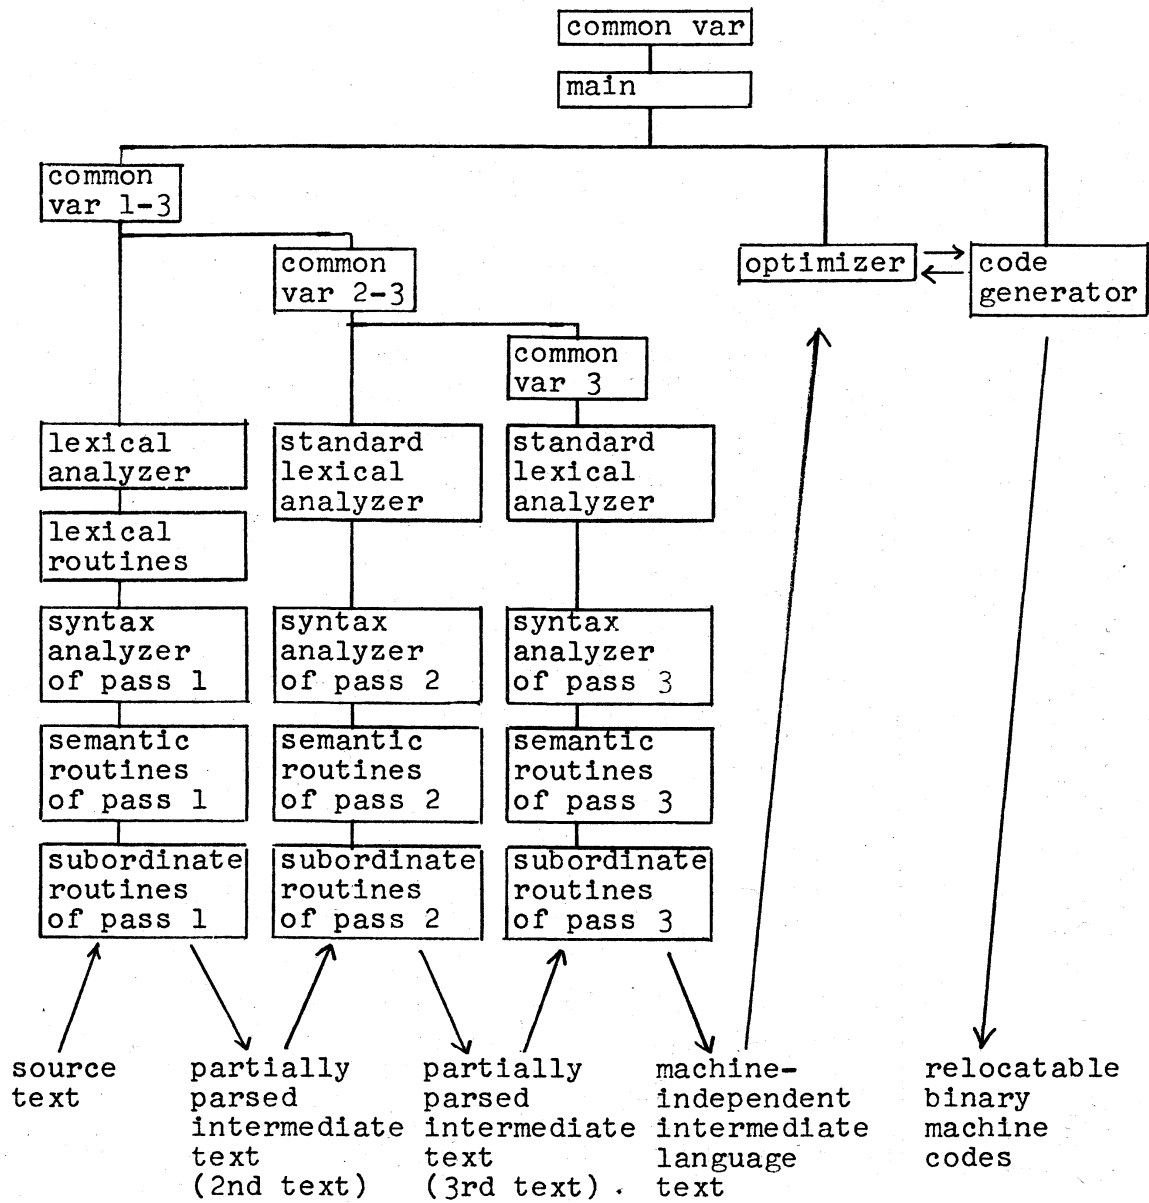 common var
main
common
var 1-3
common
var 2-3
optimizer
code
generator
common
var 3
lexical
analyzer
standard
lexical
analyzer
standard
lexical
analyzer
lexical
routines
syntax
analyzer
of pass 1
syntax
analyzer
of pass 2
syntax
analyzer
of pass 3
semantic
routines
of pass 1
semantic
routines
of pass 2
semantic
routines
of pass 3
subordinate
routines
of pass 1
subordinate
routines
of pass 2
subordinate
routines
of pass 3
source
text
partially
parsed
intermediate
text
(2nd text)
partially
parsed
intermediate
text
(3rd text).
machine-
independent
intermediate
language
text
relocatable
binary
machine
codes